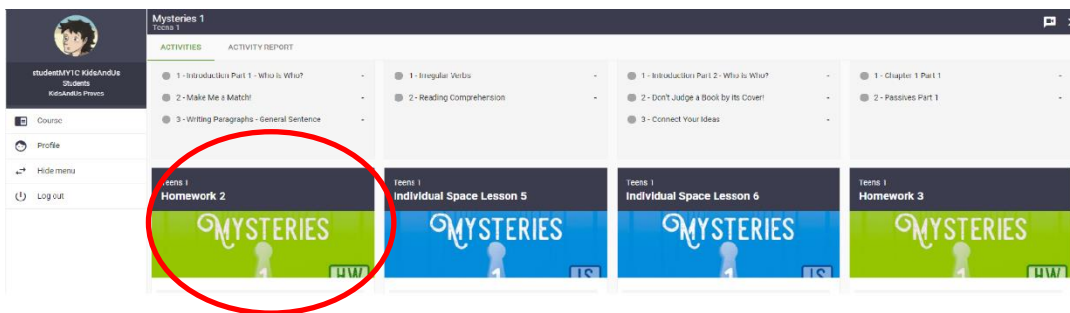 Mysteries 1
Teens 1
ACTIVITIES ACTIVITY REPORT
studentMY1C KidsAndUs
Students
KidsAndUs Proves
Course
Profile
Hide menu
Log out
1 - Introduction Part 1 - Who is Who? -
2 - Make Me a Match! -
3 - Writing Paragraphs - General Sentence -
1 - Irregular Verbs -
2 - Reading Comprehension -
1 - Introduction Part 2 - Who is Who? -
2 - Don't Judge a Book by its Cover! -
3 - Connect Your Ideas -
1 - Chapter 1 Part 1 -
2 - Passives Part 1 -
Teens 1
Homework 2
MYSTERIES
1
HW
Teens 1
Individual Space Lesson 5
MYSTERIES
1
IS
Teens 1
Individual Space Lesson 6
MYSTERIES
1
IS
Teens 1
Homework 3
MYSTERIES
1
HW